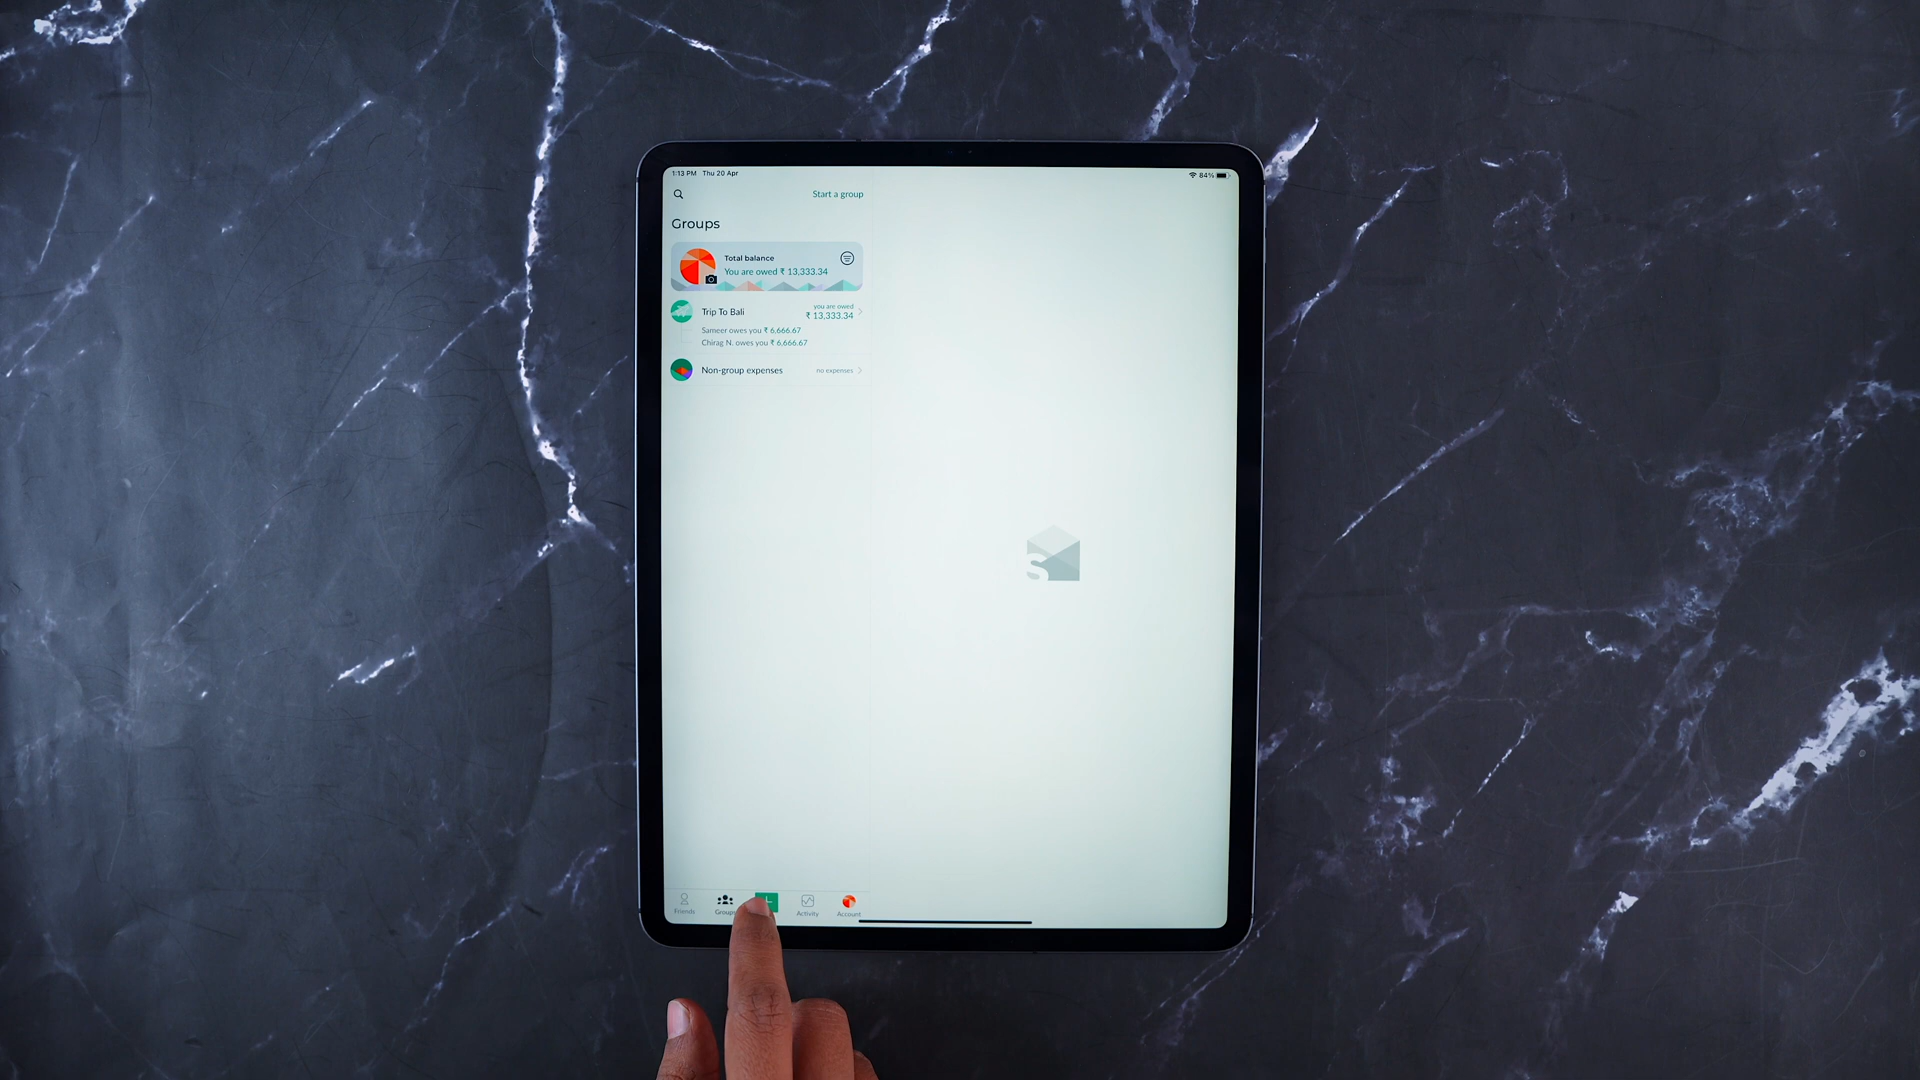 1:13 PM Thu 20 Apr
84%
Start a group
Groups
Total balance
You are owed ₹ 13,333.34
Trip To Bali
you are owed
₹ 13,333.34
Sameer owes you ₹ 6,666.67
Chirag N. owes you ₹ 6,666.67
Non-group expenses
no expenses
S
Friends
Groups
Activity
Account